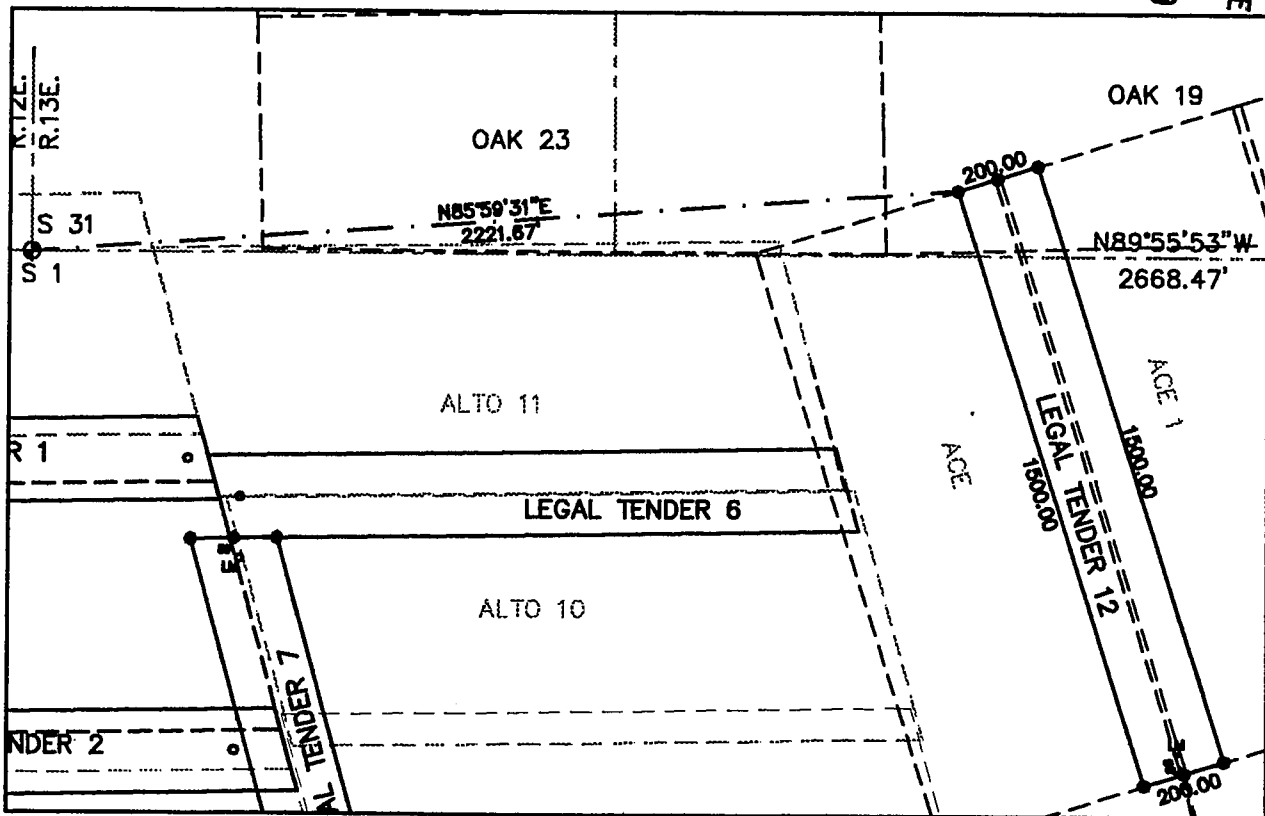 E
R.12E.
R.13E.
OAK 19
OAK 23
200.00
S 31
N85°59'31"E
2221.67'
S 1
N89°55'53"W
2668.47'
ACE 1
ALTO 11
LEGAL TENDER 12
ACE
1500.00
1500.00
R 1
LEGAL TENDER 6
LM
ALTO 10
AL TENDER 7
NDER 2
LM
200.00